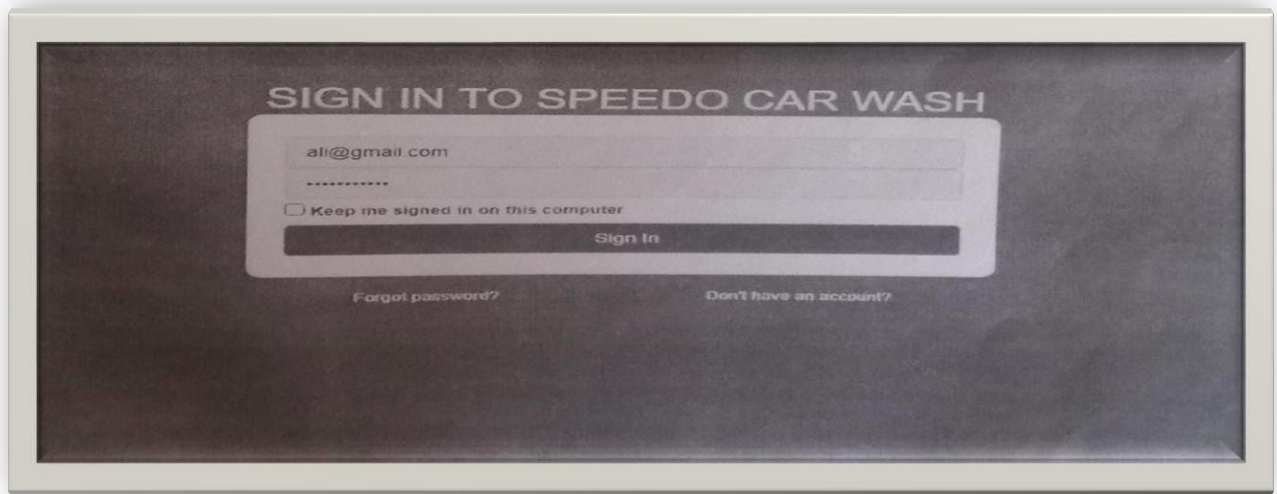 SIGN IN TO SPEEDO CAR WASH
ali@gmail.com
•••••••••••
Keep me signed in on this computer
Sign In
Forgot password? Don't have an account?